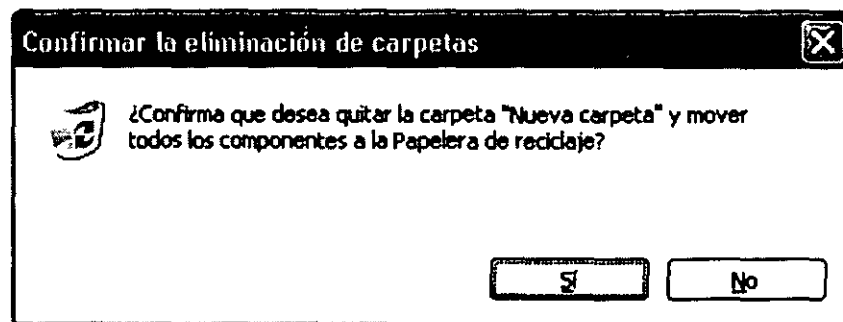 Confirmar la eliminación de carpetas
¿Confirma que desea quitar la carpeta "Nueva carpeta" y mover
todos los componentes a la Papelera de reciclaje?
Sí No